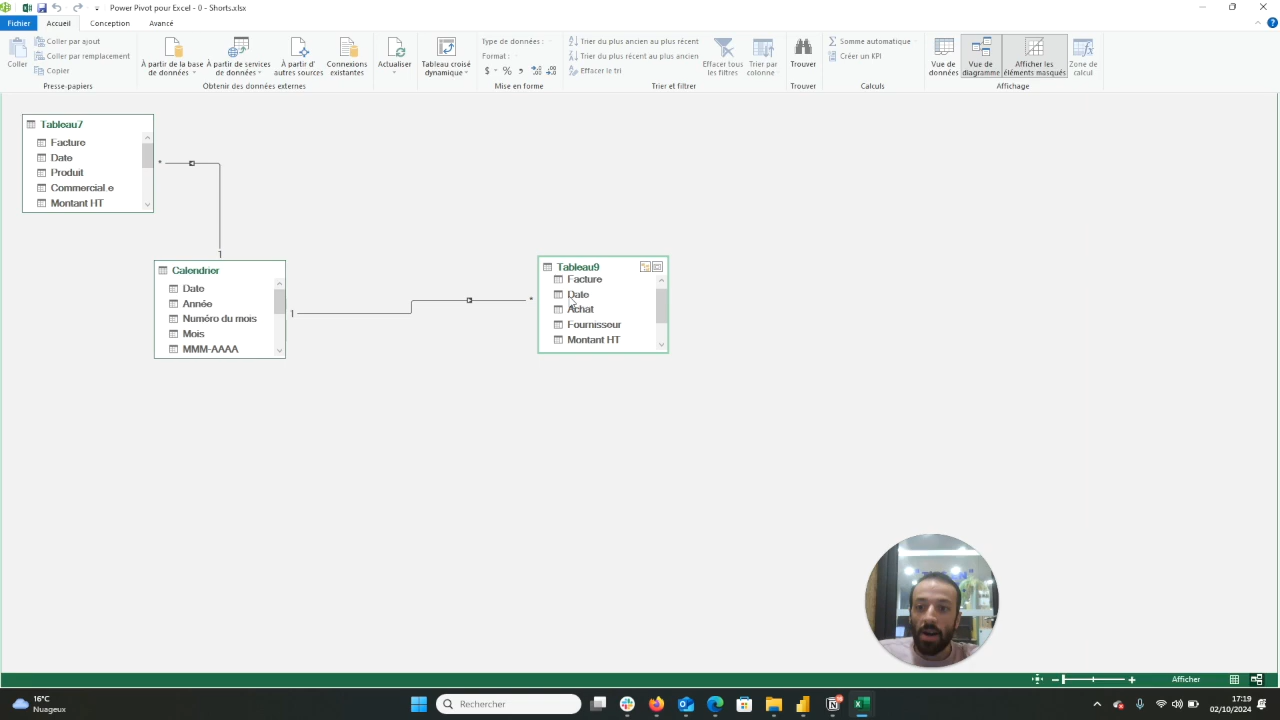 Power Pivot pour Excel - 0 - Shorts.xlsx
Fichier Accueil Conception Avancé
Coller
Coller par ajout
Coller par remplacement
Copier
Presse-papiers
À partir de la base de données
À partir de services de données
À partir d' autres sources
Connexions existantes
Obtenir des données externes
Actualiser
Tableau croisé dynamique
Type de données :
Format :
$ % ,
Mise en forme
Trier du plus ancien au plus récent
Trier du plus récent au plus ancien
Effacer le tri
Effacer tous les filtres
Trier par colonne
Trier et filtrer
Trouver
Trouver
Somme automatique
Créer un KPI
Calculs
Vue de données
Vue de diagramme
Afficher les éléments masqués
Zone de calcul
Affichage
Tableau7
Facture
Date
Produit
Commercial.e
Montant HT
*
1
Calendrier
Date
Année
Numéro du mois
Mois
MMM-AAAA
1
*
Tableau9
Facture
Date
Achat
Fournisseur
Montant HT
Afficher
16°C
Nuageux
Rechercher
17:19
02/10/2024